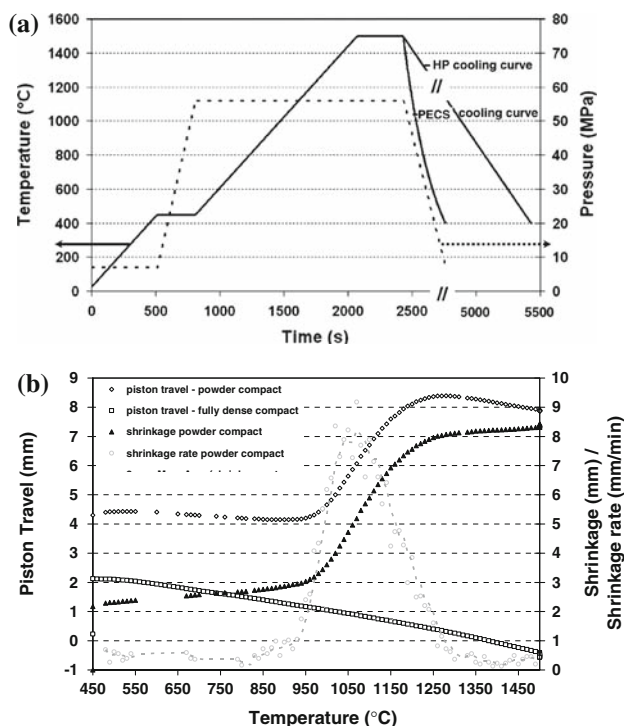 (a)
1600
1400
1200
1000
800
600
400
200
0
Temperature (°C)
80
70
60
50
40
30
20
10
0
Pressure (MPa)
HP cooling curve
//
PECS cooling curve
//
0 500 1000 1500 2000 2500 5000 5500
Time (s)
(b)
9
8
7
6
5
4
3
2
1
0
-1
Piston Travel (mm)
piston travel - powder compact
piston travel - fully dense compact
shrinkage powder compact
shrinkage rate powder compact
10
9
8
7
6
5
4
3
2
1
0
Shrinkage (mm) /
Shrinkage rate (mm/min)
450 550 650 750 850 950 1050 1150 1250 1350 1450
Temperature (°C)